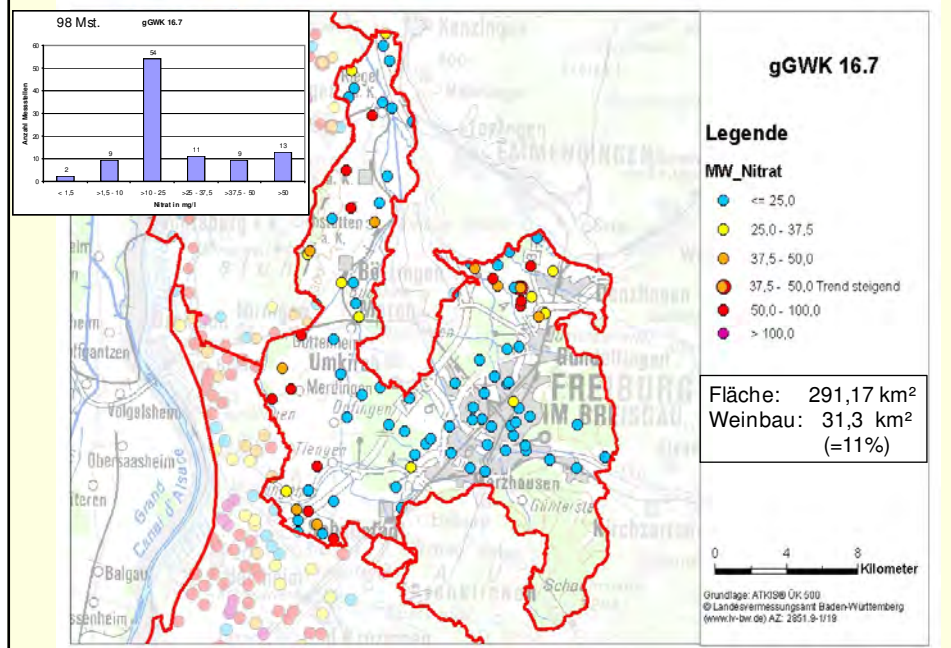 98 Mst.
gGWK 16.7
Anzahl Messstellen
60
50
40
30
20
10
0
2
9
54
11
9
13
< 1,5
>1,5 - 10
>10 - 25
>25 - 37,5
>37,5 - 50
>50
Nitrat in mg/l
Kenzingen
Riegel
a. K.
EMMENDINGEN
a. K.
a. K.
Umkirch
Merdingen
Tiengen
FREIBURG
IM BREISGAU
Denzlingen
Volgelsheim
Obersaasheim
Grand
Canal d'Alsace
Balgau
gGWK 16.7
Legende
MW_Nitrat
<= 25,0
25,0 - 37,5
37,5 - 50,0
37,5 - 50,0 Trend steigend
50,0 - 100,0
> 100,0
Fläche: 291,17 km²
Weinbau: 31,3 km²
(=11%)
0 4 8
Kilometer
Grundlage: ATKIS® ÜK 500
© Landesvermessungsamt Baden-Württemberg
(www.lv-bw.de) AZ: 2851.9-1/19